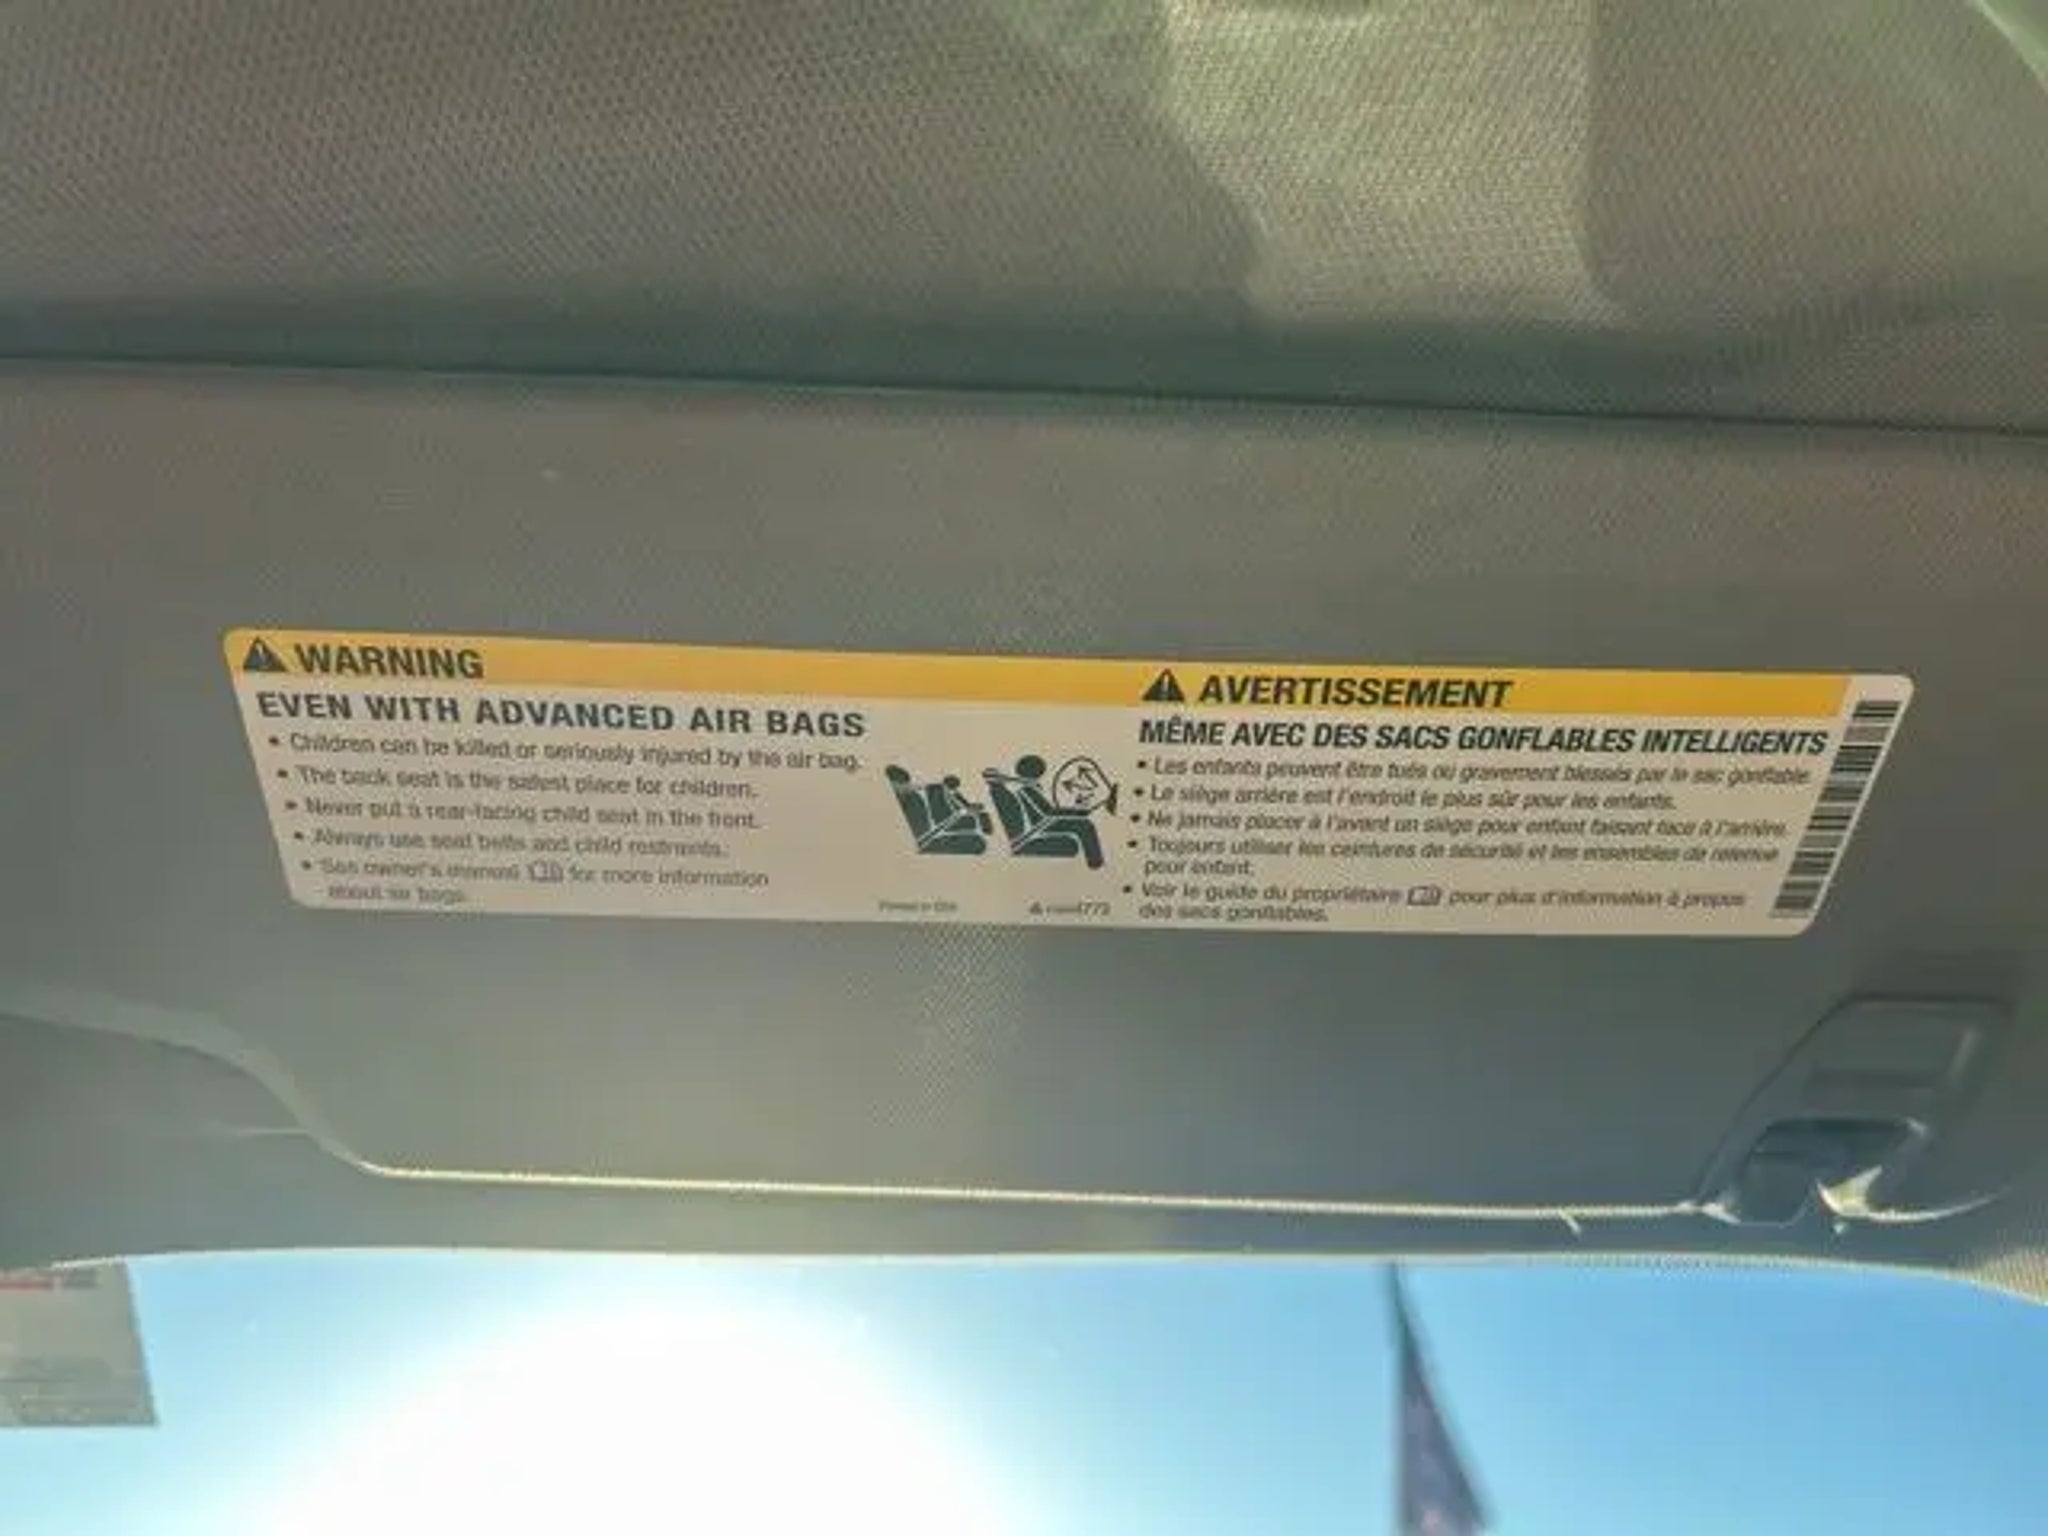 WARNING
EVEN WITH ADVANCED AIR BAGS
• Children can be killed or seriously injured by the air bag.
• The back seat is the safest place for children.
• Never put a rear-facing child seat in the front.
• Always use seat belts and child restraints.
• See owner's manual for more information
about air bags.
Printed in USA
4773
AVERTISSEMENT
MÊME AVEC DES SACS GONFLABLES INTELLIGENTS
• Les enfants peuvent être tués ou gravement blessés par le sac gonflable.
• Le siège arrière est l'endroit le plus sûr pour les enfants.
• Ne jamais placer à l'avant un siège pour enfant faisant face à l'arrière.
• Toujours utiliser les ceintures de sécurité et les ensembles de retenue
pour enfant.
• Voir le guide du propriétaire pour plus d'information à propos
des sacs gonflables.